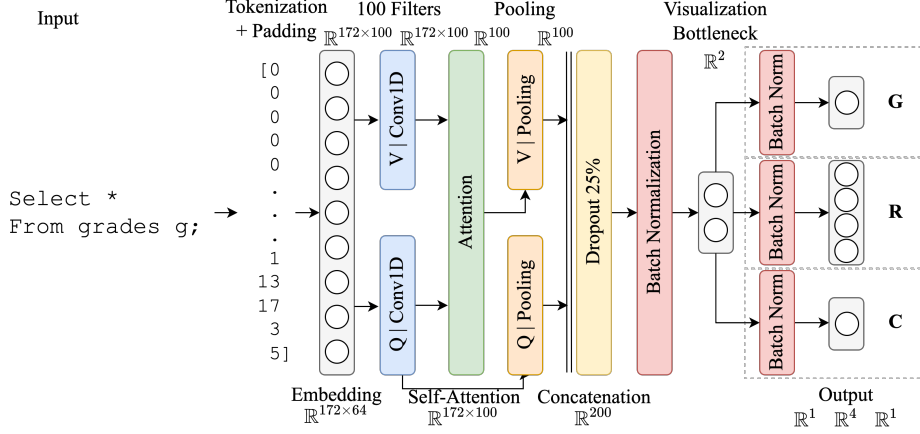 Input
Tokenization
+ Padding
100 Filters
Pooling
Visualization
Bottleneck
ℝ^{172×100}
ℝ^{172×100}
ℝ^{100}
ℝ^{100}
ℝ^{2}
[0
0
0
0
0
.
.
.
1
13
17
3
5]
Select *
From grades g;
V | Conv1D
Q | Conv1D
Attention
V | Pooling
Q | Pooling
Dropout 25%
Batch Normalization
Batch Norm
G
Batch Norm
R
Batch Norm
C
Embedding
ℝ^{172×64}
Self-Attention
ℝ^{172×100}
Concatenation
ℝ^{200}
Output
ℝ^{1} ℝ^{4} ℝ^{1}